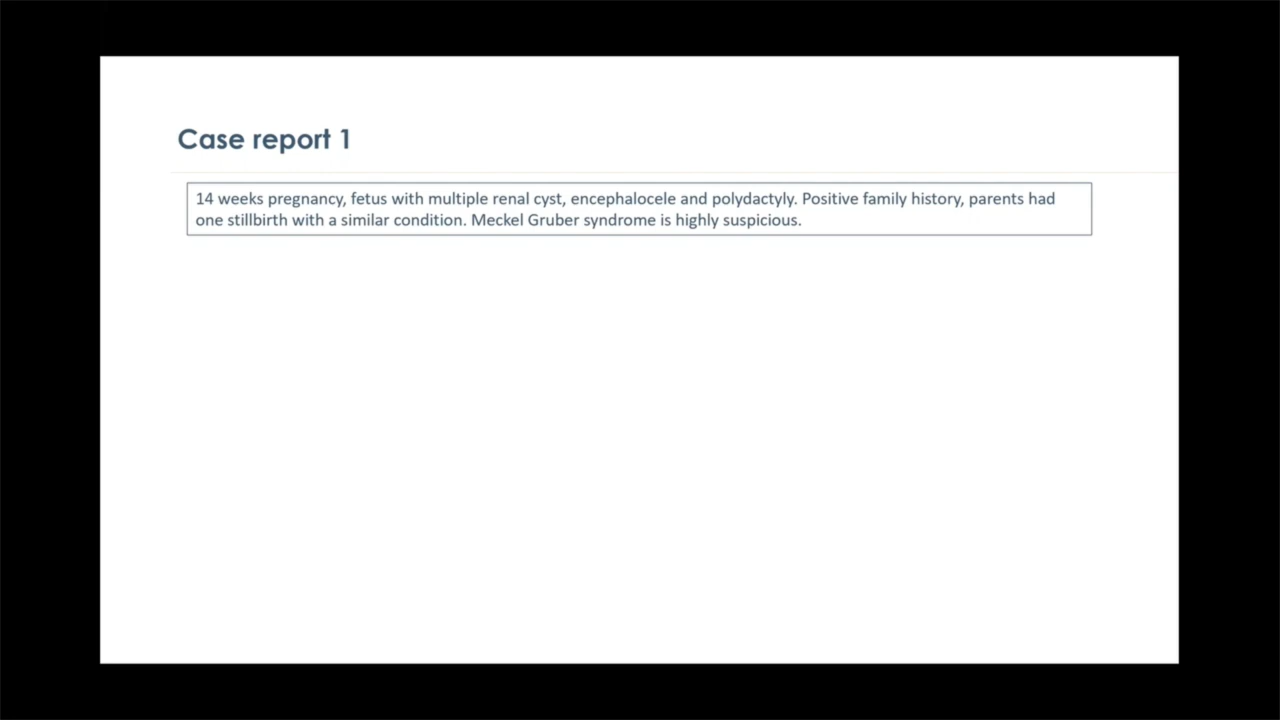 Case report 1
14 weeks pregnancy, fetus with multiple renal cyst, encephalocele and polydactyly. Positive family history, parents had
one stillbirth with a similar condition. Meckel Gruber syndrome is highly suspicious.